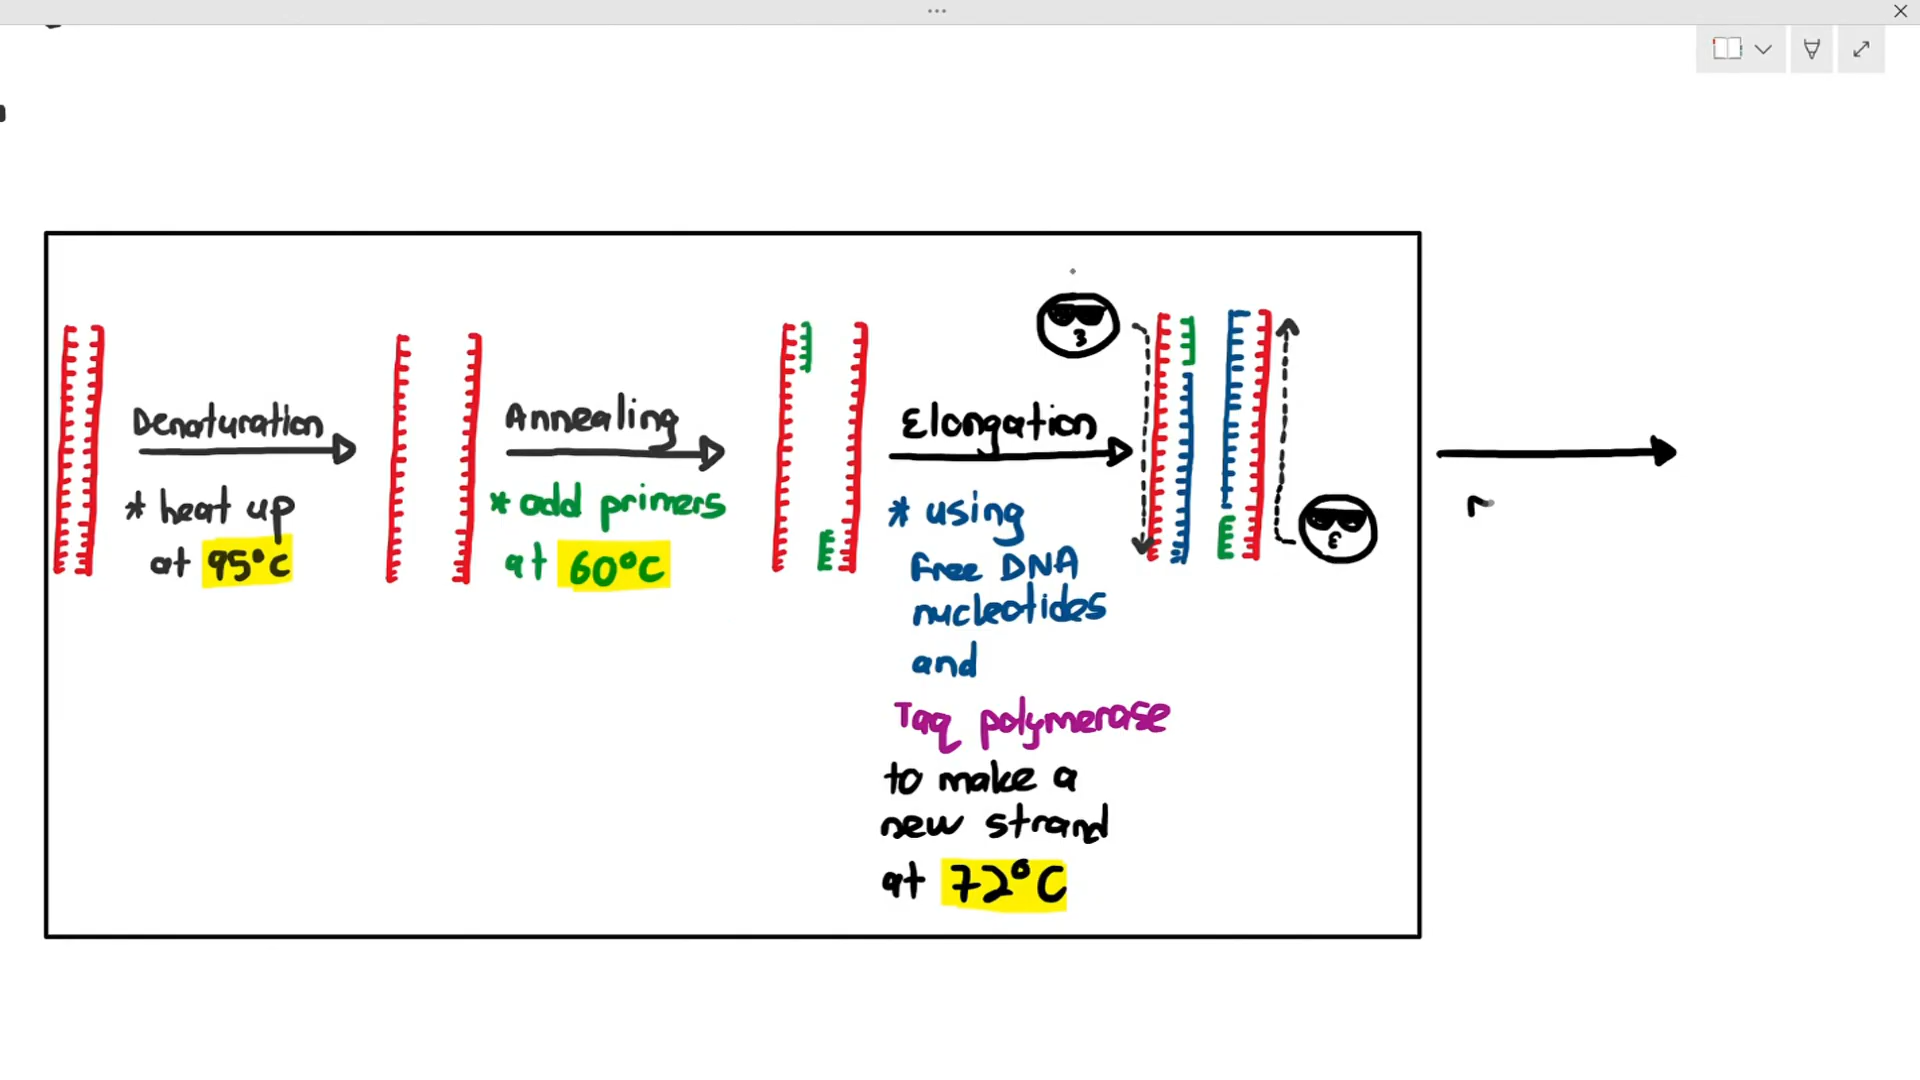 Denaturation
* heat up
at 95°C
Annealing
* add primers
at 60°C
Elongation
* using
free DNA
nucleotides
and
Taq polymerase
to make a
new strand
at 72°C
r